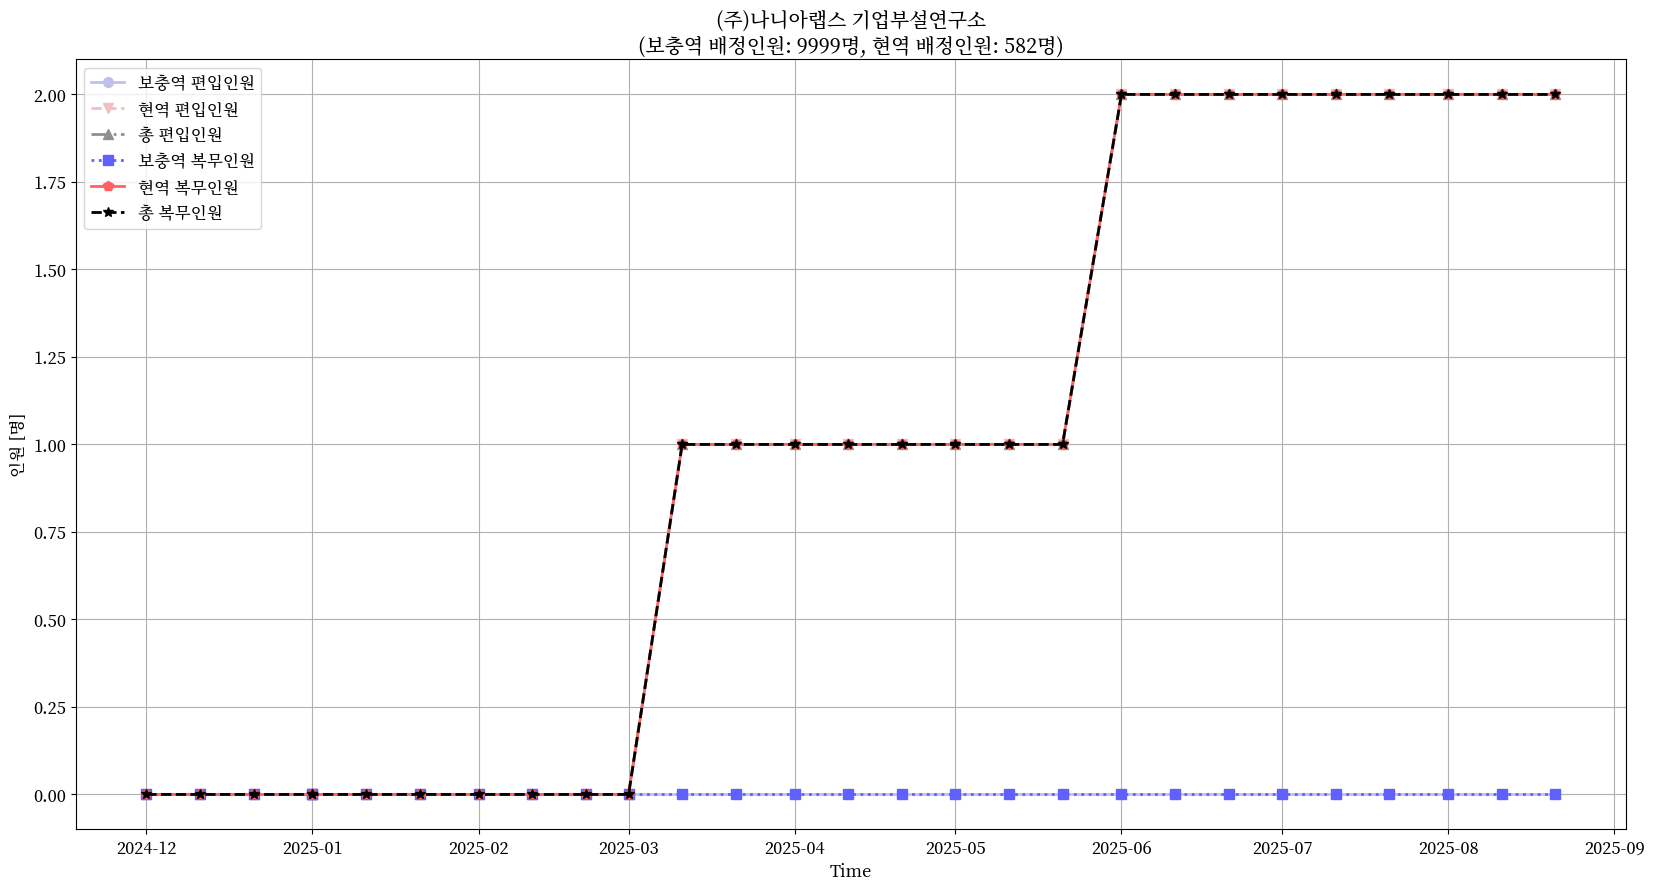 (주)나니아랩스 기업부설연구소
(보충역 배정인원: 9999명, 현역 배정인원: 582명)
보충역 편입인원
현역 편입인원
총 편입인원
보충역 복무인원
현역 복무인원
총 복무인원
2.00
1.75
1.50
1.25
1.00
0.75
0.50
0.25
0.00
인원 [명]
2024-12 2025-01 2025-02 2025-03 2025-04 2025-05 2025-06 2025-07 2025-08 2025-09
Time